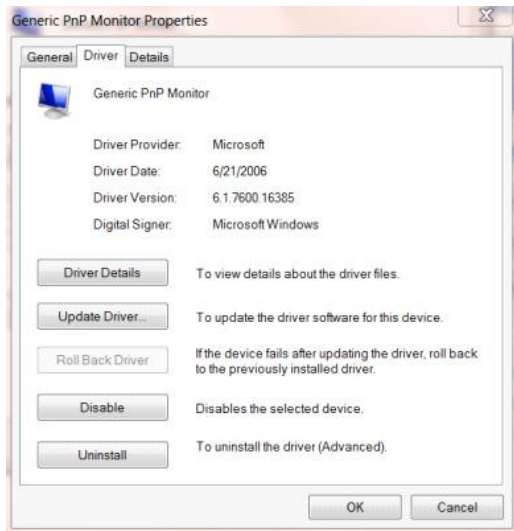 Generic PnP Monitor Properties
General Driver Details
Generic PnP Monitor
Driver Provider: Microsoft
Driver Date: 6/21/2006
Driver Version: 6.1.7600.16385
Digital Signer: Microsoft Windows
Driver Details To view details about the driver files.
Update Driver... To update the driver software for this device.
Roll Back Driver If the device fails after updating the driver, roll back
to the previously installed driver.
Disable Disables the selected device.
Uninstall To uninstall the driver (Advanced).
OK Cancel